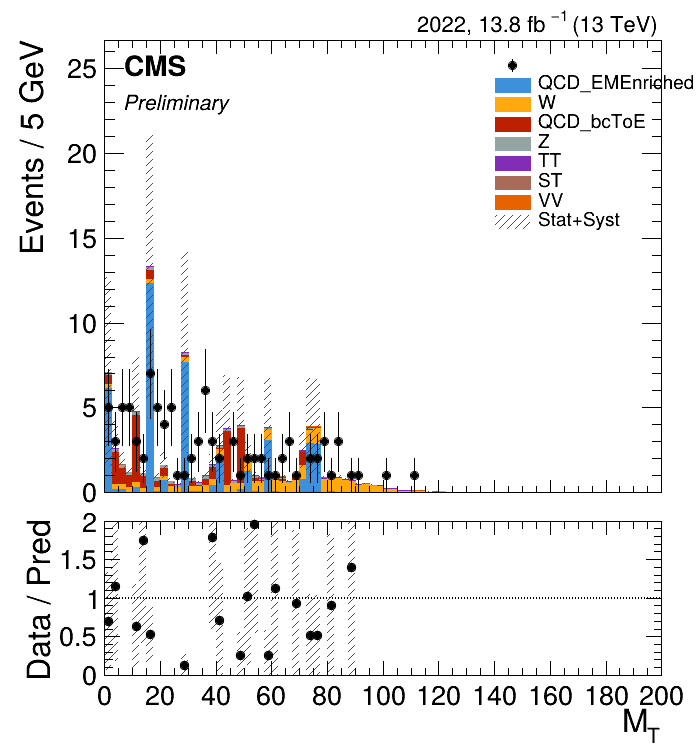 2022, 13.8 fb⁻¹ (13 TeV)
Events / 5 GeV
CMS
Preliminary
QCD_EMEnriched
W
QCD_bcToE
Z
TT
ST
VV
Stat+Syst
25
20
15
10
5
0
Data / Pred
2
1.5
1
0.5
0
0 20 40 60 80 100 120 140 160 180 200
M_T